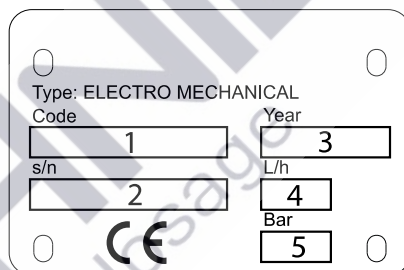 Type: ELECTRO MECHANICAL
Code Year
1 3
s/n L/h
2 4
Bar
CE 5